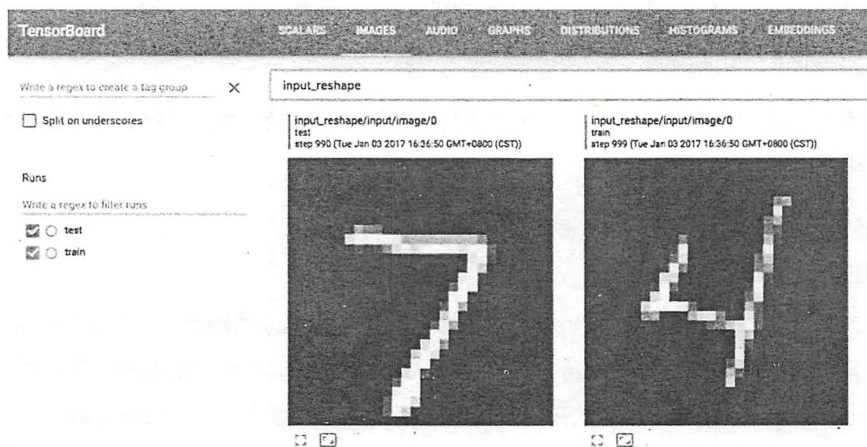 TensorBoard SCALARS IMAGES AUDIO GRAPHS DISTRIBUTIONS HISTOGRAMS EMBEDDINGS
Write a regex to create a tag group
Split on underscores
Runs
Write a regex to filter runs
test
train
input_reshape
input_reshape/input/image/0
test
step 990 (Tue Jan 03 2017 16:36:50 GMT+0800 (CST))
7
input_reshape/input/image/0
train
step 999 (Tue Jan 03 2017 16:36:50 GMT+0800 (CST))
4